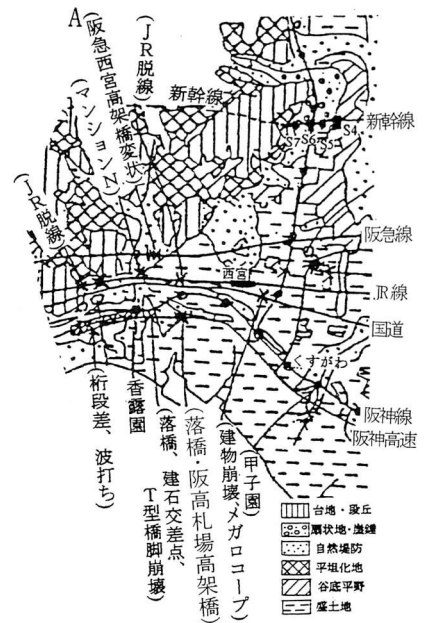 A
(阪急西宮高架橋変状)
(マンションN)
(JR脱線)
(JR脱線)
新幹線
新幹線
S7
S6
S5
S4
阪急線
西宮
JR線
国道
くすがわ
阪神線
阪神高速
(桁段差、波打ち)
香露園
(落橋、建石交差点、
T型橋脚崩壊)
(落橋・阪高札場高架橋)
(建物崩壊、メガロコープ)
(甲子園)
台地・段丘
扇状地・崖錐
自然堤防
平坦化地
谷底平野
盛土地